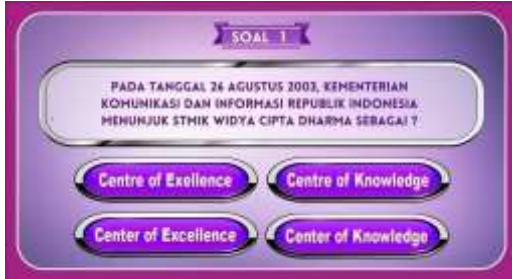 SOAL 1
PADA TANGGAL 26 AGUSTUS 2003, KEMENTERIAN
KOMUNIKASI DAN INFORMASI REPUBLIK INDONESIA
MENUNJUK STMIK WIDYA CIPTA DHARMA SEBAGAI ?
Centre of Exellence
Centre of Knowledge
Center of Excellence
Center of Knowledge